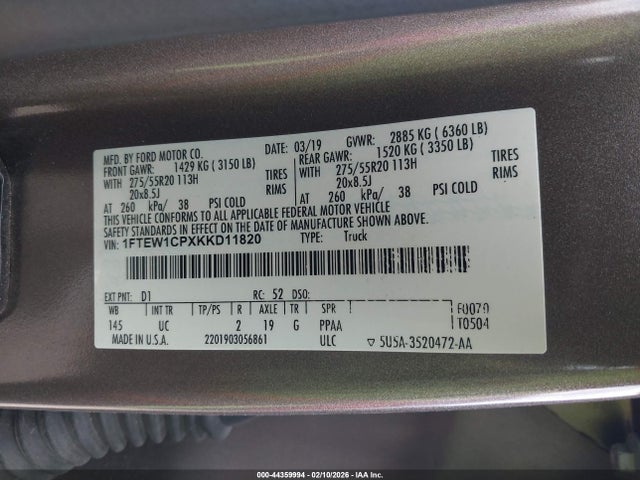 MFD. BY FORD MOTOR CO. DATE: 03/19 GVWR: 2885 KG ( 6360 LB)
FRONT GAWR: 1429 KG ( 3150 LB) REAR GAWR: 1520 KG ( 3350 LB)
WITH 275/55R20 113H TIRES WITH 275/55R20 113H TIRES
20x8.5J RIMS 20x8.5J RIMS
AT 260 kPa/ 38 PSI COLD AT 260 kPa/ 38 PSI COLD
THIS VEHICLE CONFORMS TO ALL APPLICABLE FEDERAL MOTOR VEHICLE
SAFETY STANDARDS IN EFFECT ON THE DATE OF MANUFACTURE SHOWN ABOVE.
VIN: 1FTEW1CPXKKD11820 TYPE: Truck
EXT PNT: D1 RC: 52 DSO:
WB INT TR TP/PS R AXLE TR SPR F0079
145 UC 2 19 G PPAA T0504
MADE IN U.S.A. 2201903056861 ULC ▽ 5U5A-3520472-AA
000-44359994 - 02/10/2026 - IAA Inc.